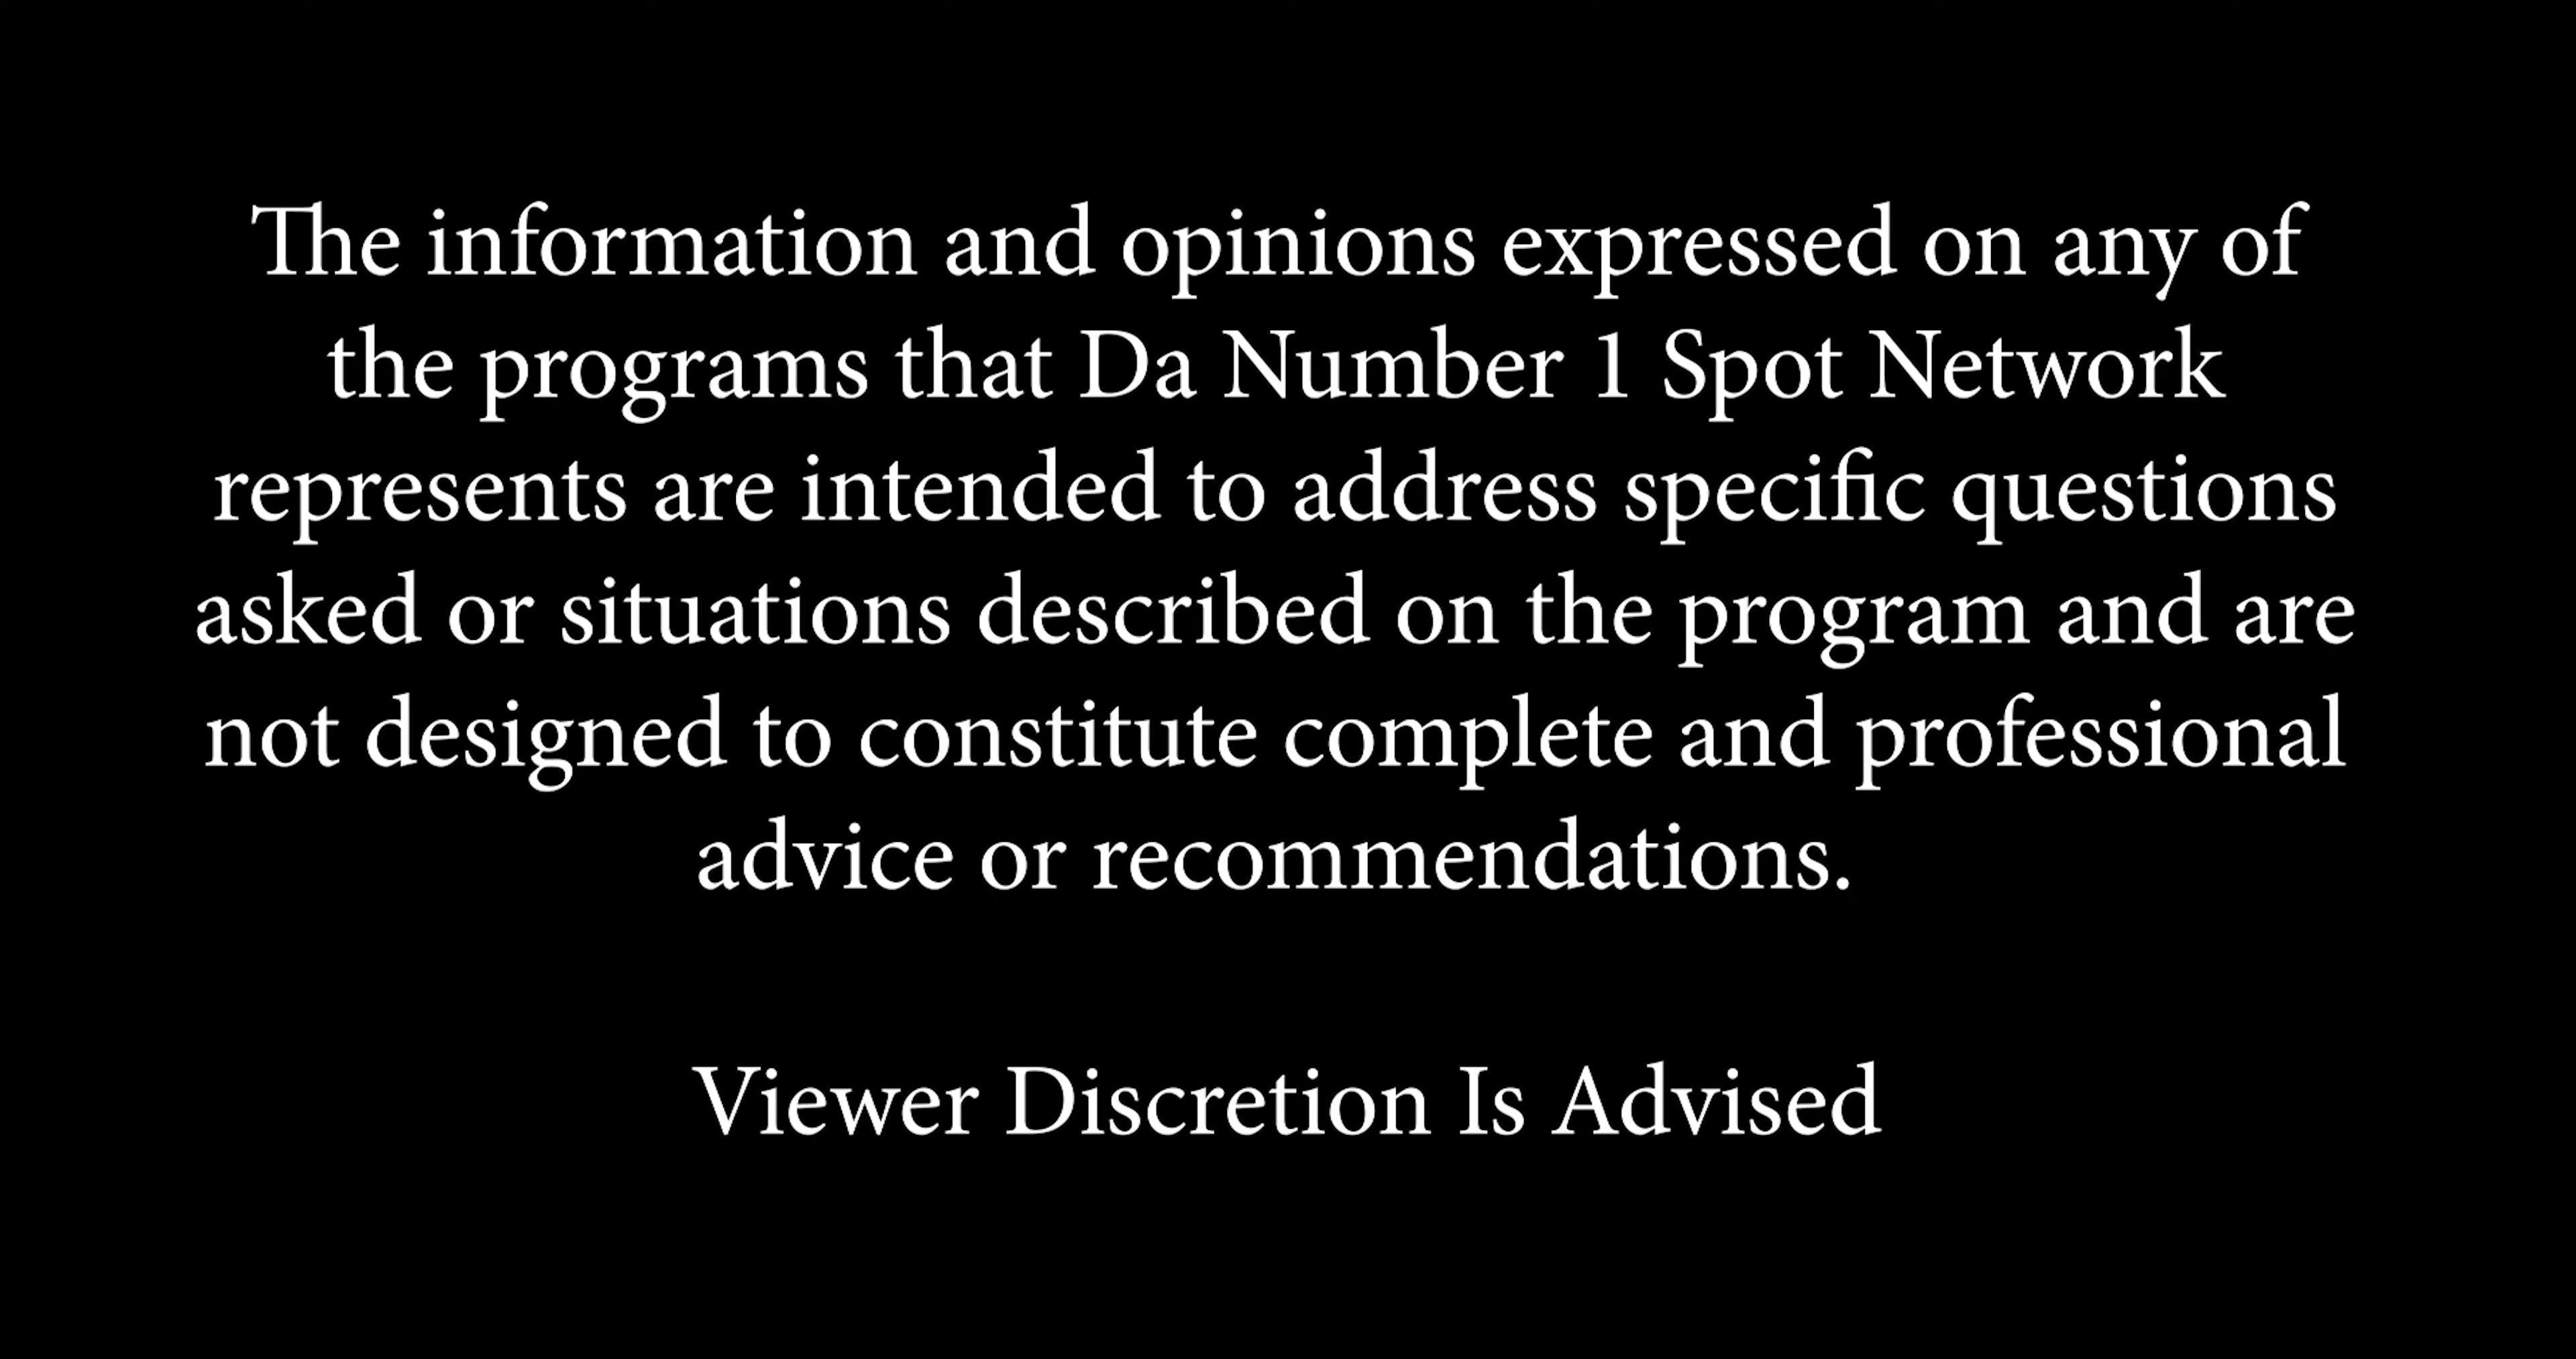 The information and opinions expressed on any of
the programs that Da Number 1 Spot Network
represents are intended to address specific questions
asked or situations described on the program and are
not designed to constitute complete and professional
advice or recommendations.
Viewer Discretion Is Advised